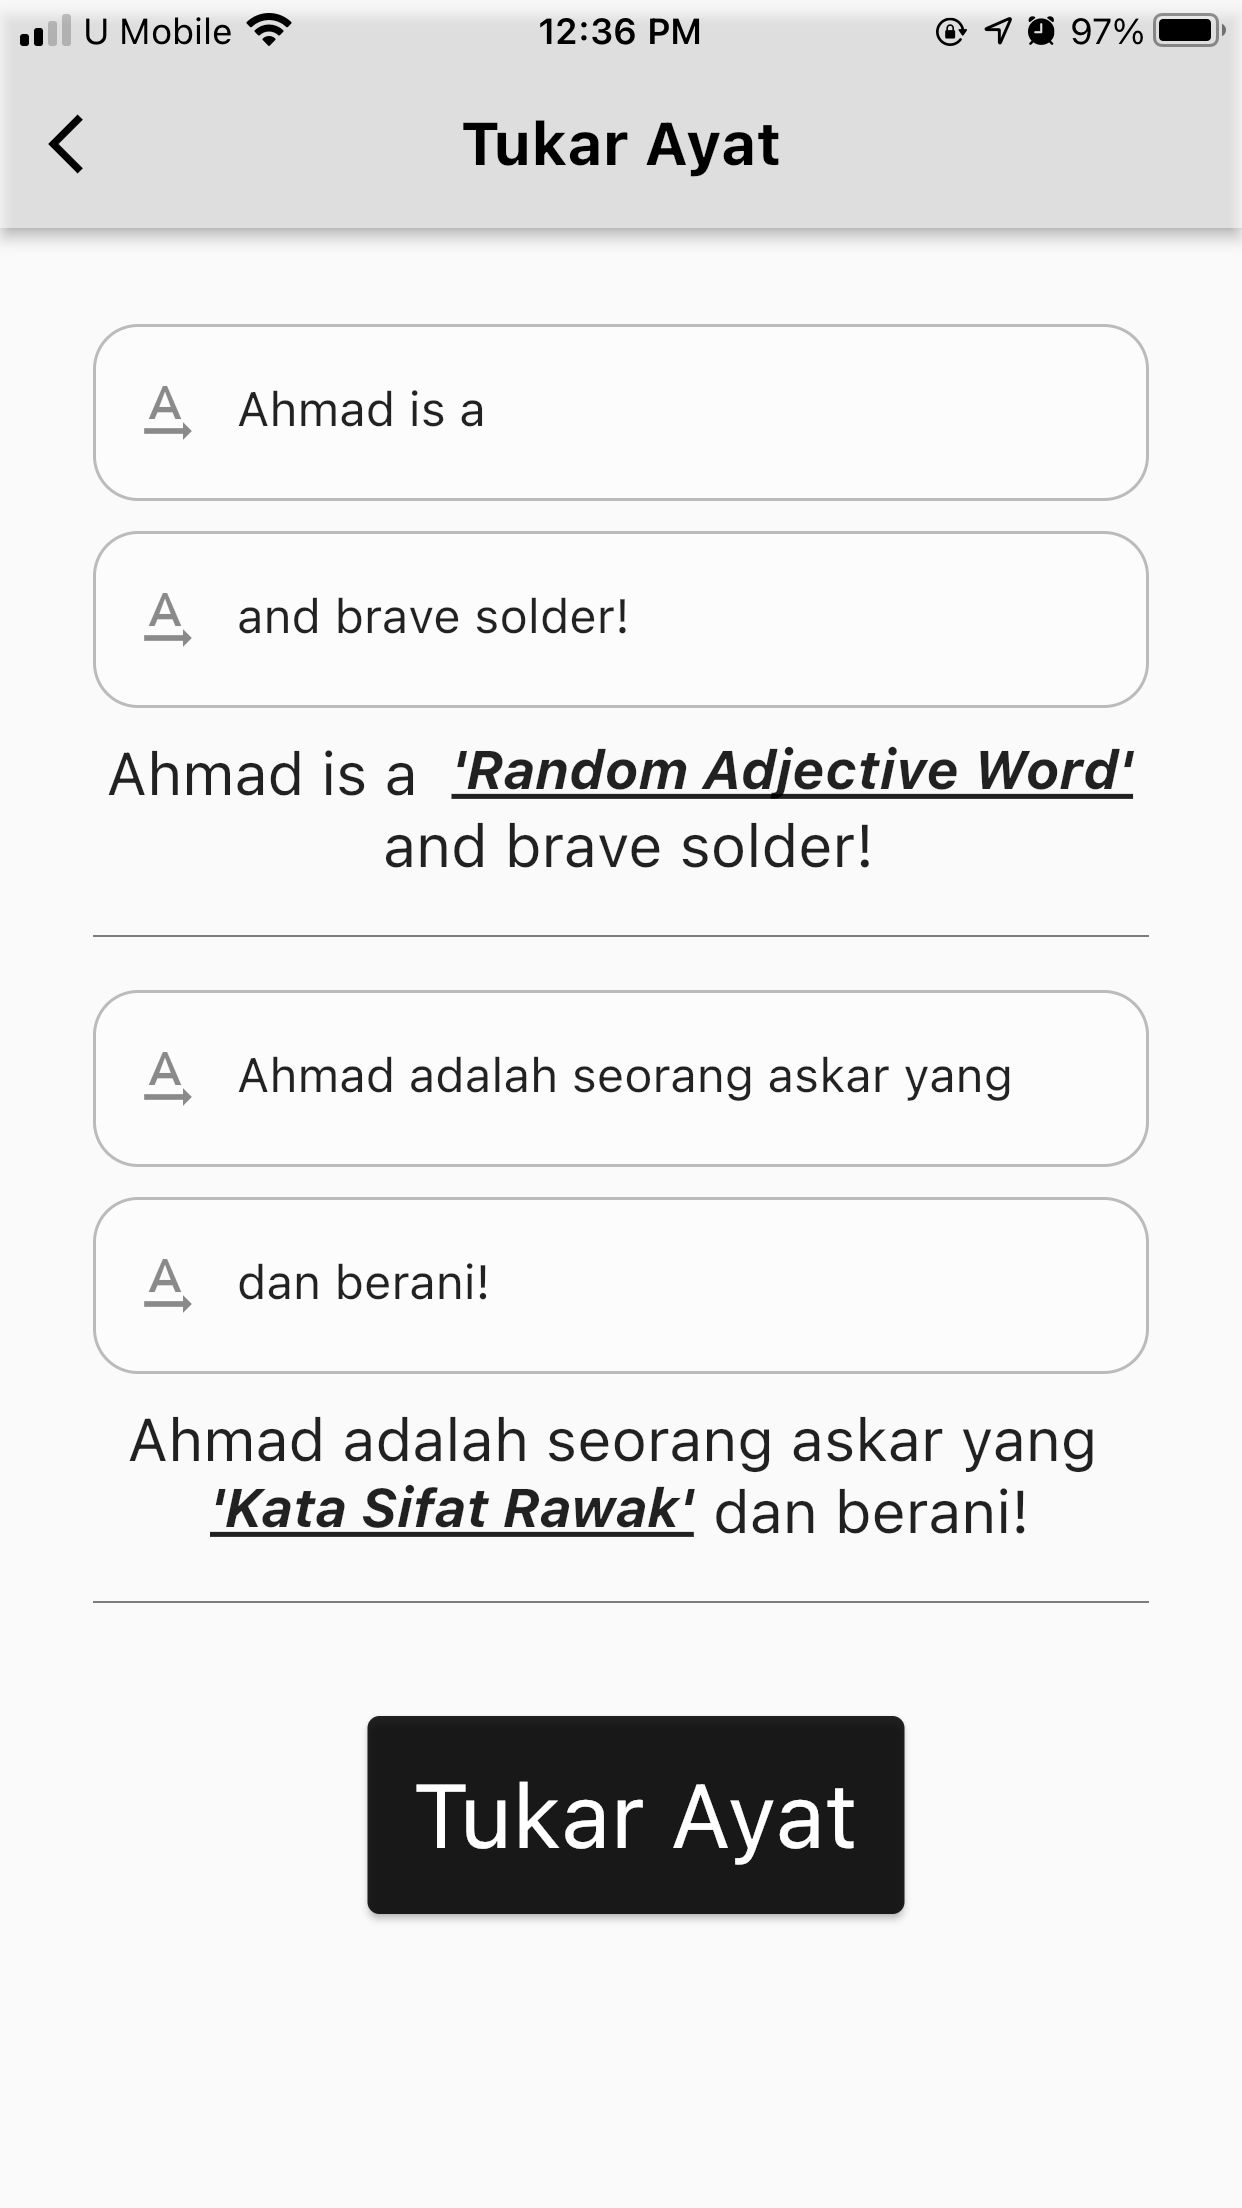 U Mobile 12:36 PM 97%
Tukar Ayat
Ahmad is a
and brave solder!
Ahmad is a 'Random Adjective Word'
and brave solder!
Ahmad adalah seorang askar yang
dan berani!
Ahmad adalah seorang askar yang
'Kata Sifat Rawak' dan berani!
Tukar Ayat